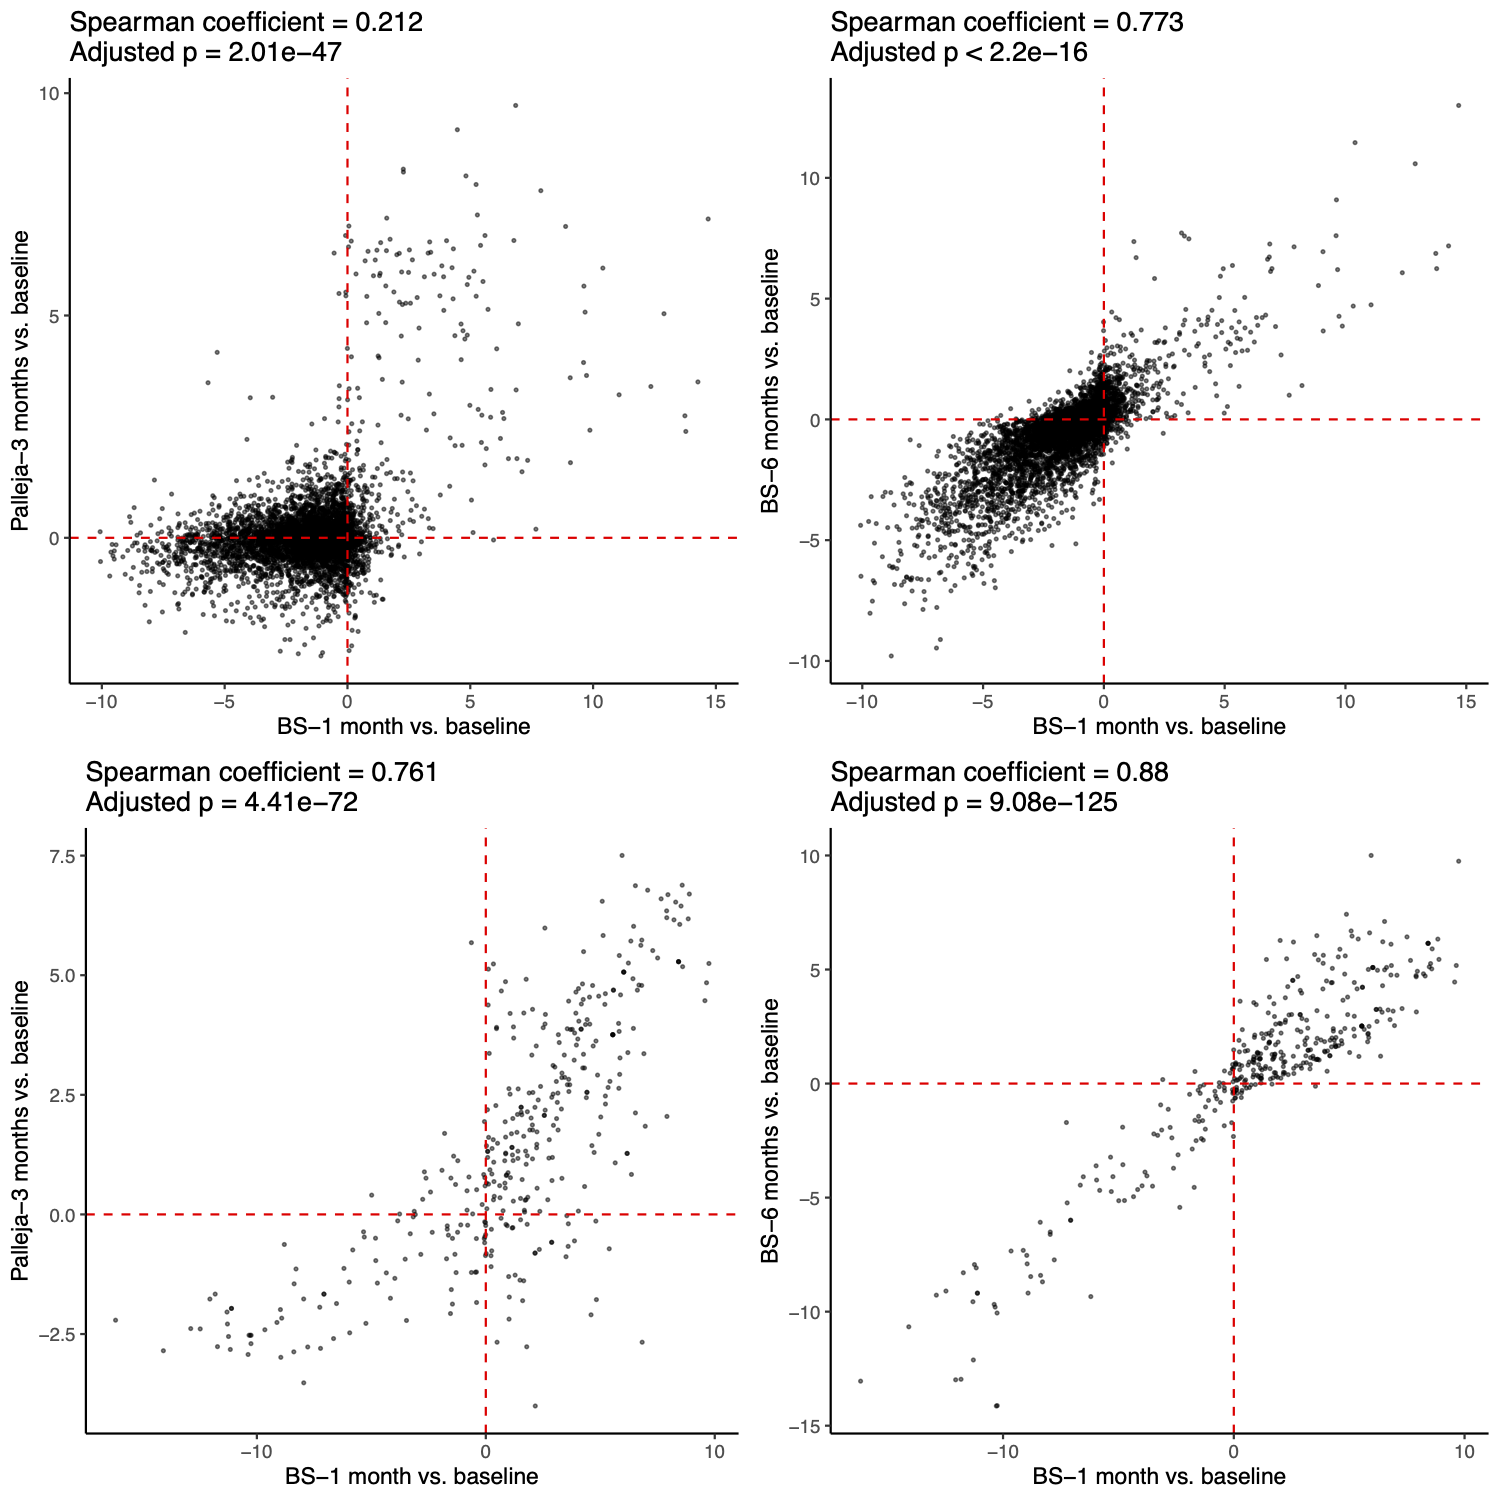 Spearman coefficient = 0.212
Adjusted p = 2.01e−47
10
5
0
−10
−5
0
5
10
15
BS−1 month vs. baseline
Palleja−3 months vs. baseline
Spearman coefficient = 0.773
Adjusted p < 2.2e−16
10
5
0
−5
−10
−10
−5
0
5
10
15
BS−1 month vs. baseline
BS−6 months vs. baseline
Spearman coefficient = 0.761
Adjusted p = 4.41e−72
7.5
5.0
2.5
0.0
−2.5
−10
0
10
BS−1 month vs. baseline
Palleja−3 months vs. baseline
Spearman coefficient = 0.88
Adjusted p = 9.08e−125
10
5
0
−5
−10
−15
−10
0
10
BS−1 month vs. baseline
BS−6 months vs. baseline